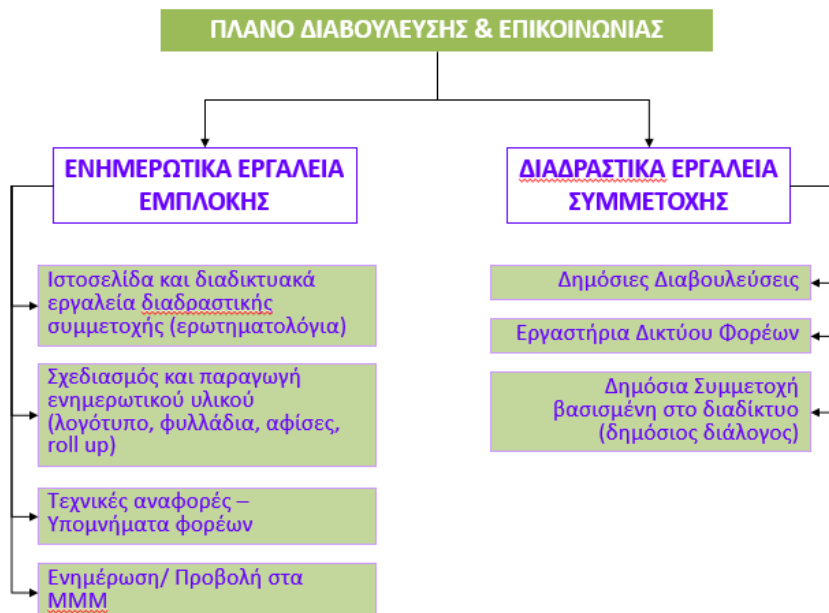 ΠΛΑΝΟ ΔΙΑΒΟΥΛΕΥΣΗΣ & ΕΠΙΚΟΙΝΩΝΙΑΣ
ΕΝΗΜΕΡΩΤΙΚΑ ΕΡΓΑΛΕΙΑ
ΕΜΠΛΟΚΗΣ
Ιστοσελίδα και διαδικτυακά
εργαλεία διαδραστικής
συμμετοχής (ερωτηματολόγια)
Σχεδιασμός και παραγωγή
ενημερωτικού υλικού
(λογότυπο, φυλλάδια, αφίσες,
roll up)
Τεχνικές αναφορές –
Υπομνήματα φορέων
Ενημέρωση/ Προβολή στα
ΜΜΜ
ΔΙΑΔΡΑΣΤΙΚΑ ΕΡΓΑΛΕΙΑ
ΣΥΜΜΕΤΟΧΗΣ
Δημόσιες Διαβουλεύσεις
Εργαστήρια Δικτύου Φορέων
Δημόσια Συμμετοχή
βασισμένη στο διαδίκτυο
(δημόσιος διάλογος)